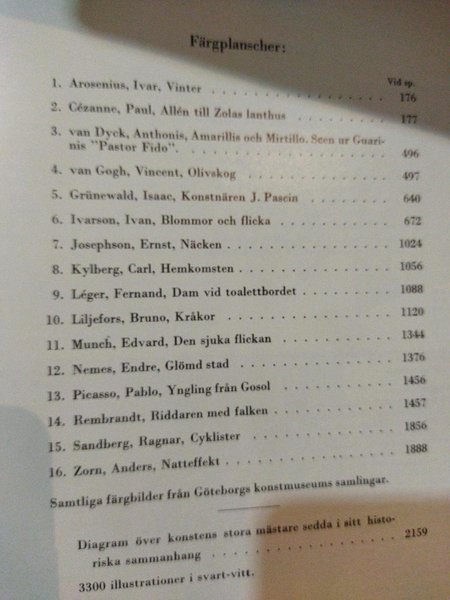 Färgplanscher:
Vid sp.
1. Arosenius, Ivar, Vinter . . . . . . . . . . . . . . . 176
2. Cézanne, Paul, Allén till Zolas lanthus . . . . . . . 177
3. van Dyck, Anthonis, Amarillis och Mirtillo. Scen ur Guari-
nis "Pastor Fido". . . . . . . . . . . . . . . . . . 496
4. van Gogh, Vincent, Olivskog . . . . . . . . . . . . 497
5. Grünewald, Isaac, Konstnären J. Pascin . . . . . . . 640
6. Ivarson, Ivan, Blommor och flicka . . . . . . . . . . 672
7. Josephson, Ernst, Näcken . . . . . . . . . . . . . . 1024
8. Kylberg, Carl, Hemkomsten . . . . . . . . . . . . . 1056
9. Léger, Fernand, Dam vid toalettbordet . . . . . . . . 1088
10. Liljefors, Bruno, Kråkor . . . . . . . . . . . . . . 1120
11. Munch, Edvard, Den sjuka flickan . . . . . . . . . . 1344
12. Nemes, Endre, Glömd stad . . . . . . . . . . . . . 1376
13. Picasso, Pablo, Yngling från Gosol . . . . . . . . . 1456
14. Rembrandt, Riddaren med falken . . . . . . . . . . 1457
15. Sandberg, Ragnar, Cyklister . . . . . . . . . . . . 1856
16. Zorn, Anders, Natteffekt . . . . . . . . . . . . . . 1888
Samtliga färgbilder från Göteborgs konstmuseums samlingar.
Diagram över konstens stora mästare sedda i sitt histo-
riska sammanhang . . . . . . . . . . . . . . . . 2159
3300 illustrationer i svart-vitt.